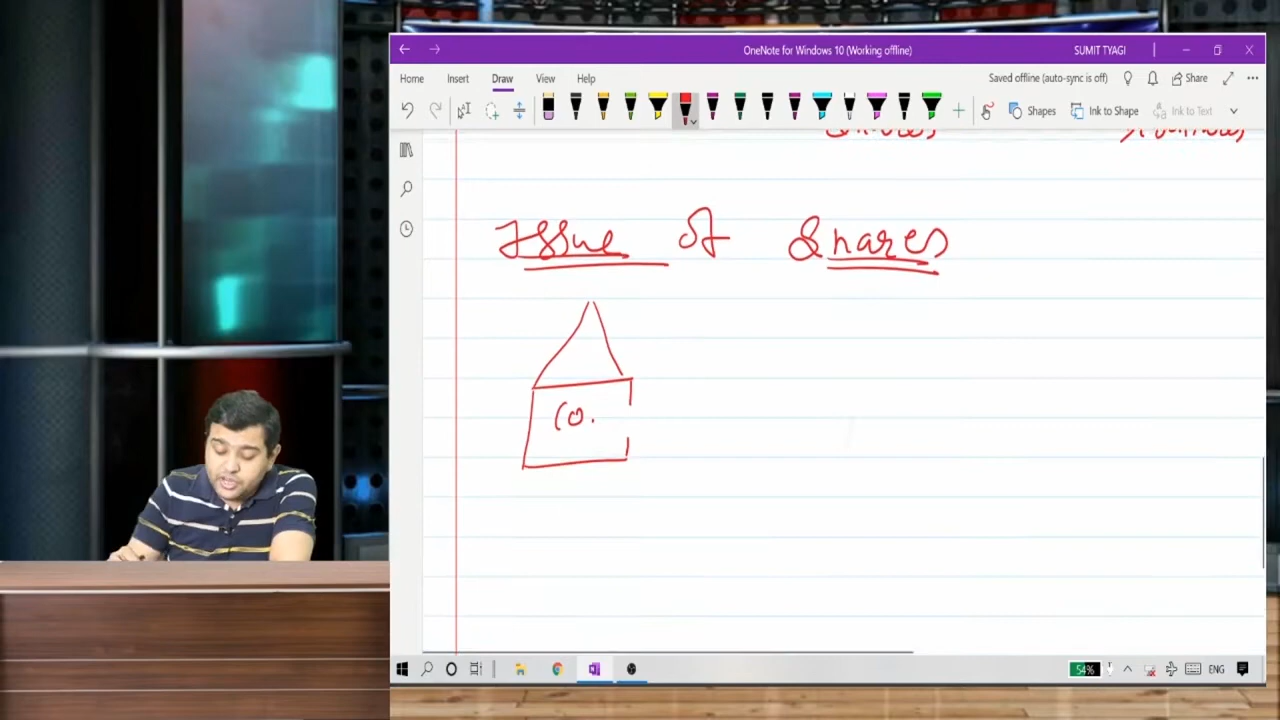 OneNote for Windows 10 (Working offline)
SUMIT TYAGI
Home Insert Draw View Help
Saved offline (auto-sync is off)
Share
Shapes
Ink to Shape
Ink to Text
Issue of Shares
Co.
54%
ENG